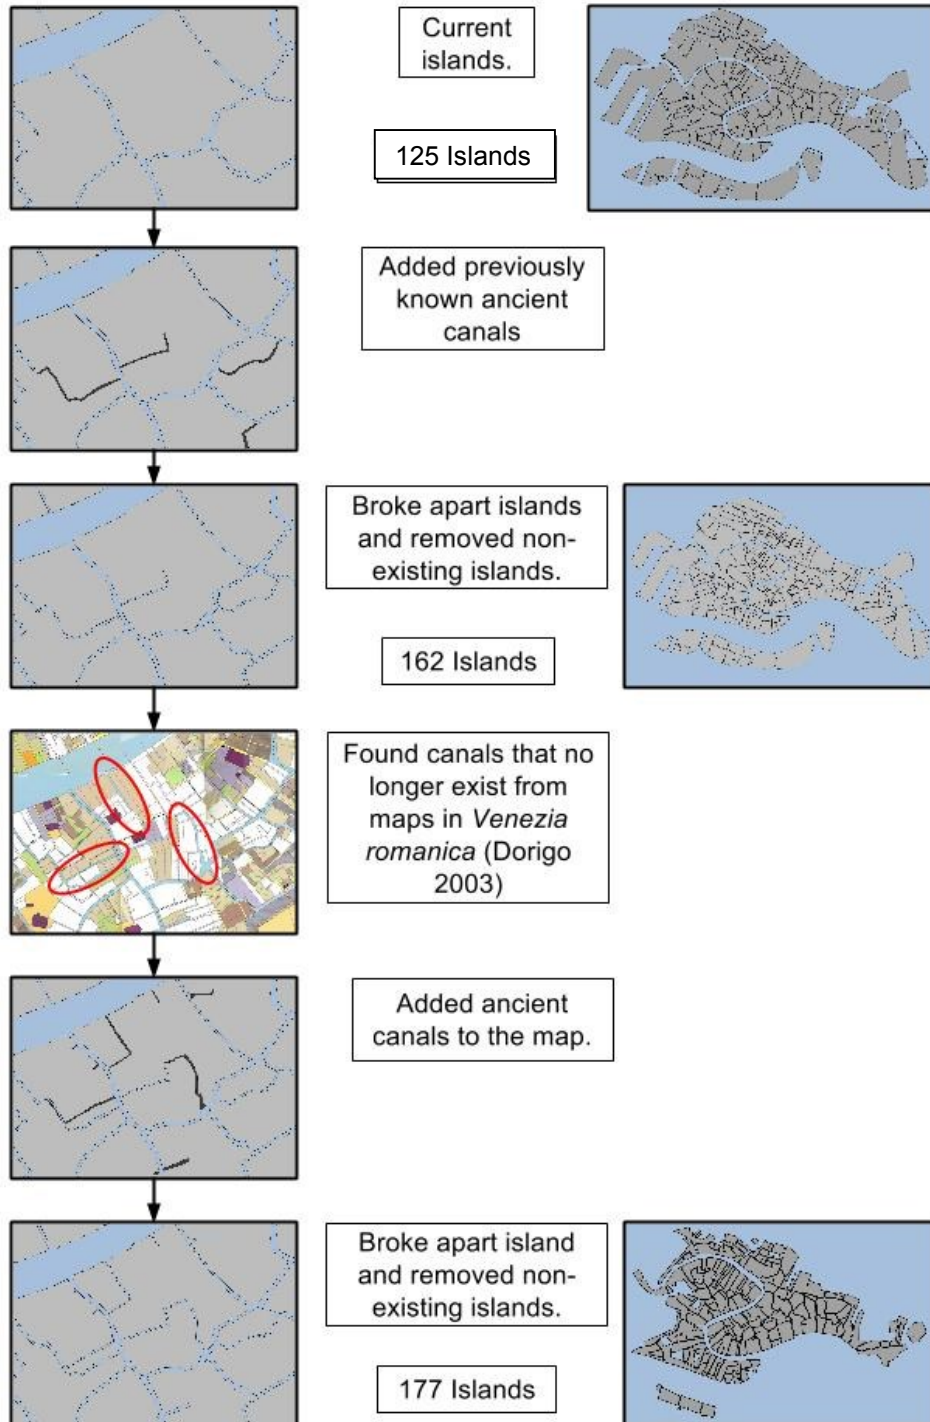 Current
islands.
125 Islands
Added previously
known ancient
canals
Broke apart islands
and removed non-
existing islands.
162 Islands
Found canals that no
longer exist from
maps in Venezia
romanica (Dorigo
2003)
Added ancient
canals to the map.
Broke apart island
and removed non-
existing islands.
177 Islands